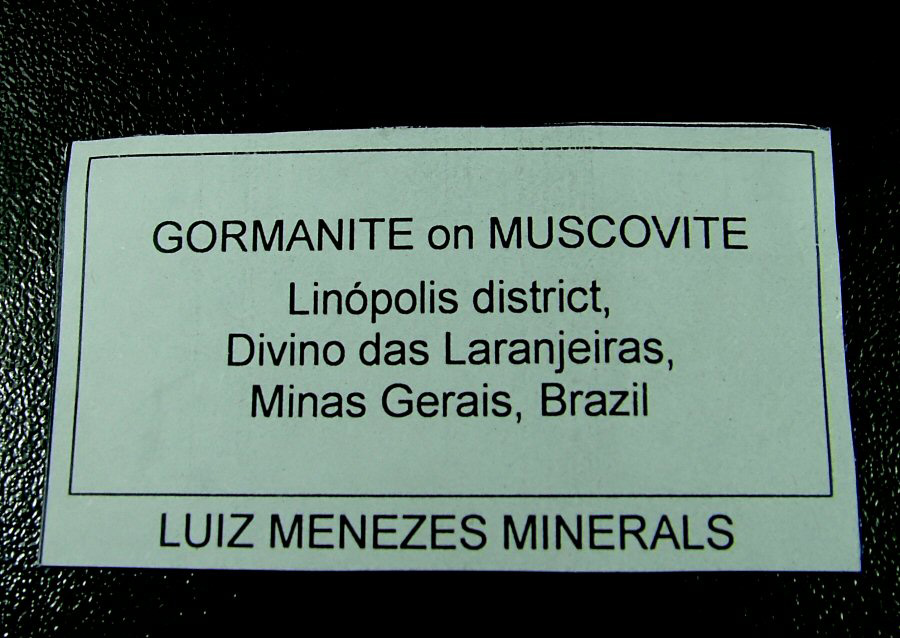 GORMANITE on MUSCOVITE
Linópolis district,
Divino das Laranjeiras,
Minas Gerais, Brazil
LUIZ MENEZES MINERALS